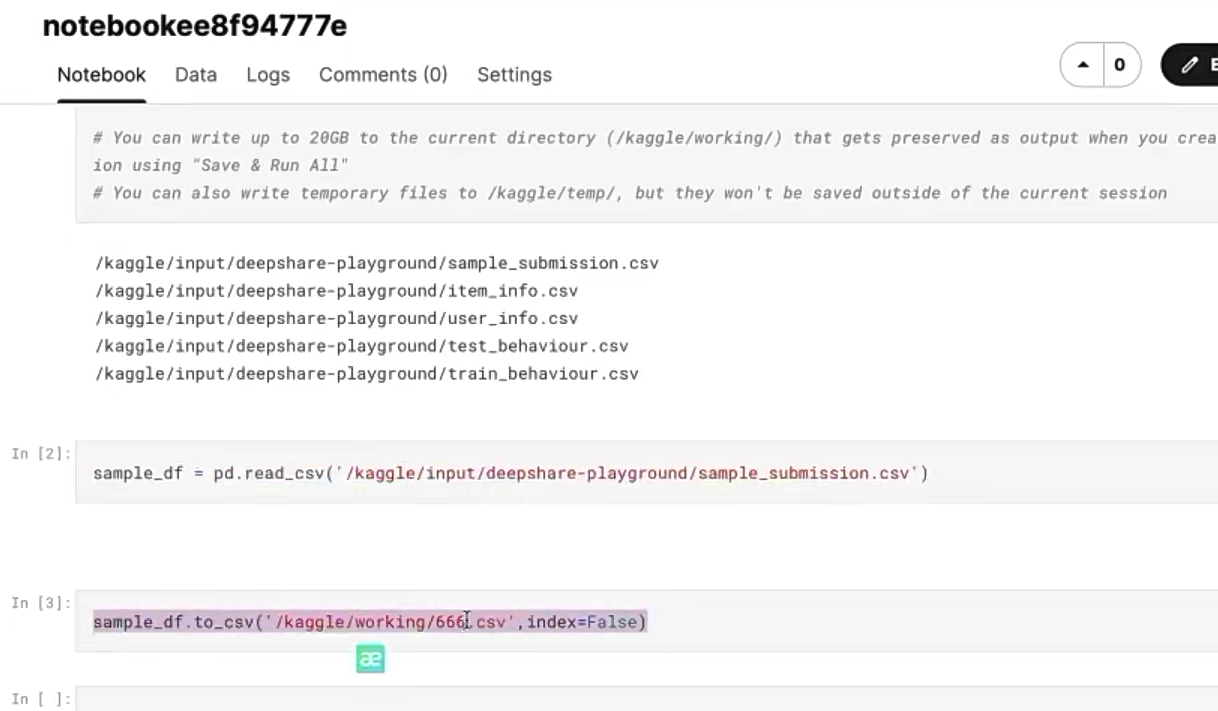 notebookee8f94777e
Notebook Data Logs Comments (0) Settings
0
# You can write up to 20GB to the current directory (/kaggle/working/) that gets preserved as output when you crea
ion using "Save & Run All"
# You can also write temporary files to /kaggle/temp/, but they won't be saved outside of the current session
/kaggle/input/deepshare-playground/sample_submission.csv
/kaggle/input/deepshare-playground/item_info.csv
/kaggle/input/deepshare-playground/user_info.csv
/kaggle/input/deepshare-playground/test_behaviour.csv
/kaggle/input/deepshare-playground/train_behaviour.csv
In [2]:
sample_df = pd.read_csv('/kaggle/input/deepshare-playground/sample_submission.csv')
In [3]:
sample_df.to_csv('/kaggle/working/666.csv',index=False)
æ
In [ ]: